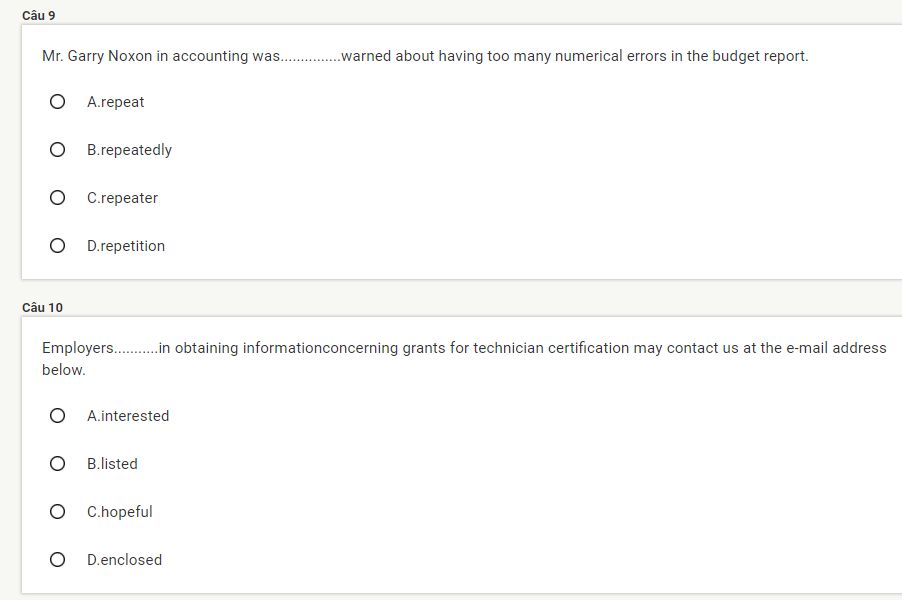 Câu 9
Mr. Garry Noxon in accounting was...............warned about having too many numerical errors in the budget report.
A.repeat
B.repeatedly
C.repeater
D.repetition
Câu 10
Employers...........in obtaining informationconcerning grants for technician certification may contact us at the e-mail address
below.
A.interested
B.listed
C.hopeful
D.enclosed